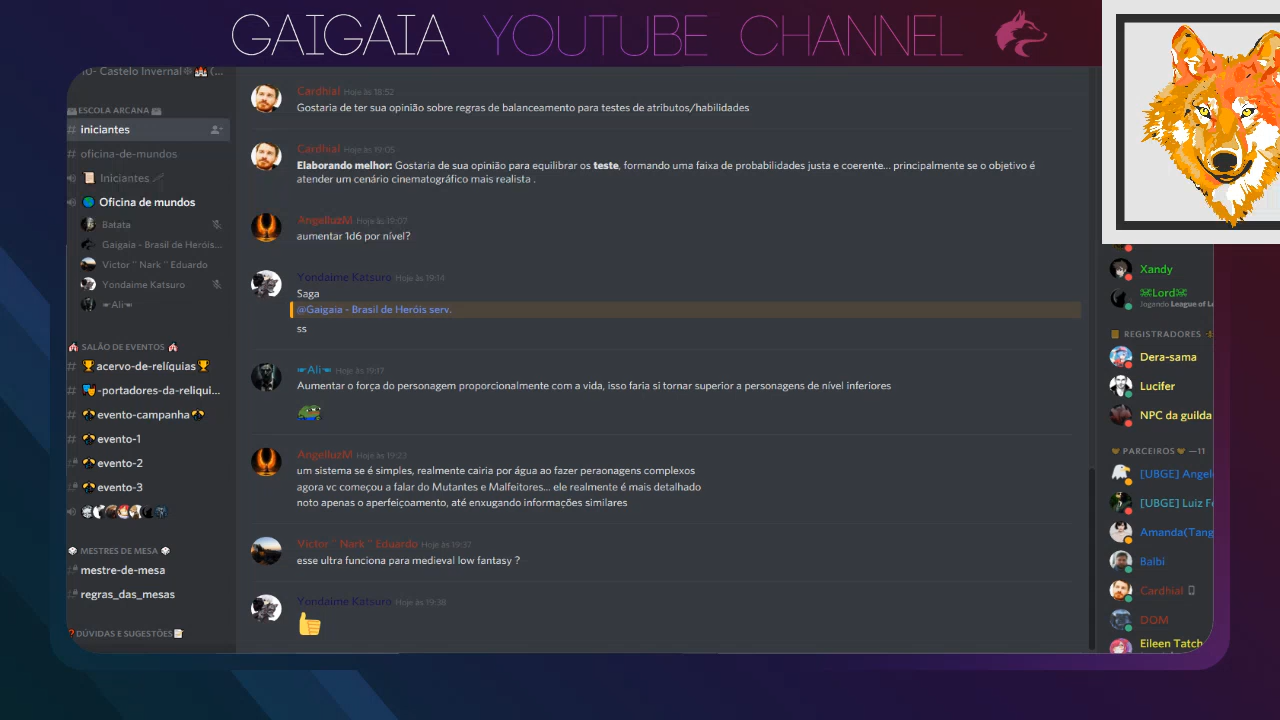 GAIGAIA YOUTUBE CHANNEL
- Castelo Invernal
ESCOLA ARCANA
# iniciantes
# oficina-de-mundos
Iniciantes
Oficina de mundos
Batata
Gaigaia - Brasil de Heróis...
Victor " Nark " Eduardo
Yondaime Katsuro
Ali
SALÃO DE EVENTOS
# acervo-de-relíquias
# -portadores-da-reliqui...
# evento-campanha
# evento-1
# evento-2
# evento-3
MESTRES DE MESA
# mestre-de-mesa
# regras_das_mesas
DÚVIDAS E SUGESTÕES
Cardhial Hoje às 18:52
Gostaria de ter sua opinião sobre regras de balanceamento para testes de atributos/habilidades
Cardhial Hoje às 19:05
Elaborando melhor: Gostaria de sua opinião para equilibrar os teste, formando uma faixa de probabilidades justa e coerente... principalmente se o objetivo é
atender um cenário cinematográfico mais realista .
AngelluzM Hoje às 19:07
aumentar 1d6 por nível?
Yondaime Katsuro Hoje às 19:14
Saga
@Gaigaia - Brasil de Heróis serv.
ss
Ali Hoje às 19:17
Aumentar o força do personagem proporcionalmente com a vida, isso faria si tornar superior a personagens de nível inferiores
AngelluzM Hoje às 19:23
um sistema se é simples, realmente cairia por água ao fazer peraonagens complexos
agora vc começou a falar do Mutantes e Malfeitores... ele realmente é mais detalhado
noto apenas o aperfeiçoamento, até enxugando informações similares
Victor " Nark " Eduardo Hoje às 19:37
esse ultra funciona para medieval low fantasy ?
Yondaime Katsuro Hoje às 19:38
Xandy
Lord
Jogando League of Le
REGISTRADORES
Dera-sama
Lucifer
NPC da guilda
PARCEIROS —11
[UBGE] Angel
[UBGE] Luiz Fe
Amanda(Tang
Balbi
Cardhial
DOM
Eileen Tatch